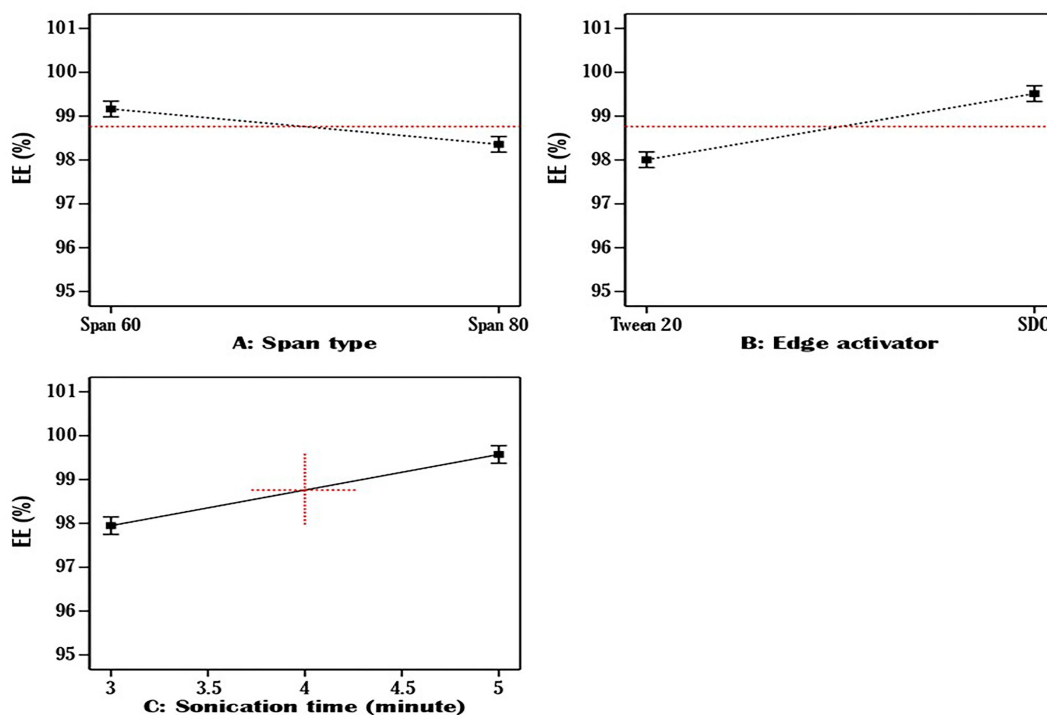 101
100
99
98
97
96
95
EE (%)
Span 60 Span 80
A: Span type
101
100
99
98
97
96
95
EE (%)
Tween 20 SDC
B: Edge activator
101
100
99
98
97
96
95
EE (%)
3 3.5 4 4.5 5
C: Sonication time (minute)